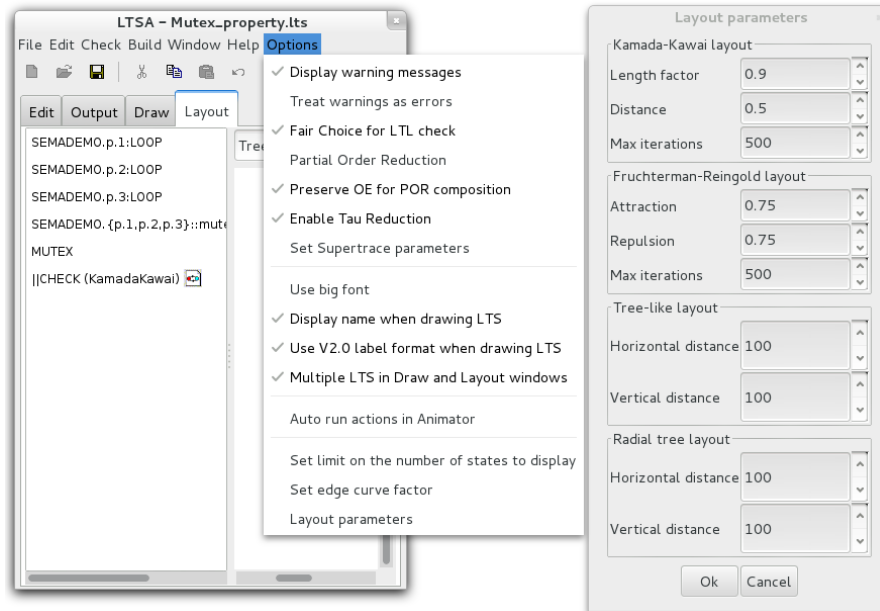 LTSA - Mutex_property.lts
File Edit Check Build Window Help Options
Edit Output Draw Layout
SEMADEMO.p.1:LOOP
SEMADEMO.p.2:LOOP
SEMADEMO.p.3:LOOP
SEMADEMO.{p.1,p.2,p.3}::mute
MUTEX
||CHECK (KamadaKawai)
Tree
Display warning messages
Treat warnings as errors
Fair Choice for LTL check
Partial Order Reduction
Preserve OE for POR composition
Enable Tau Reduction
Set Supertrace parameters
Use big font
Display name when drawing LTS
Use V2.0 label format when drawing LTS
Multiple LTS in Draw and Layout windows
Auto run actions in Animator
Set limit on the number of states to display
Set edge curve factor
Layout parameters
Layout parameters
Kamada-Kawai layout
Length factor 0.9
Distance 0.5
Max iterations 500
Fruchterman-Reingold layout
Attraction 0.75
Repulsion 0.75
Max iterations 500
Tree-like layout
Horizontal distance 100
Vertical distance 100
Radial tree layout
Horizontal distance 100
Vertical distance 100
Ok Cancel